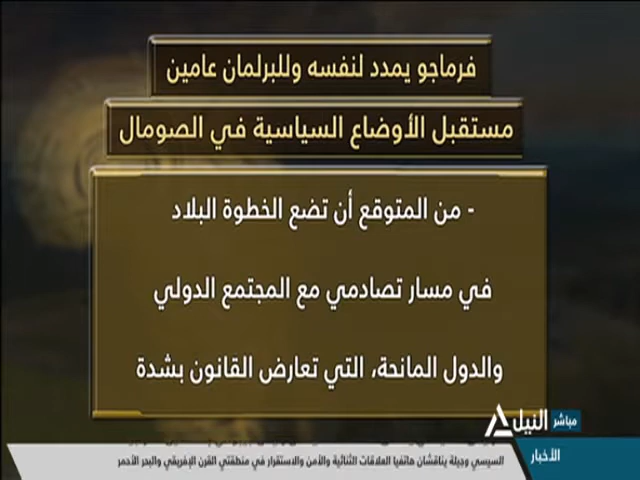 فرماجو يمدد لنفسه وللبرلمان عامين
مستقبل الأوضاع السياسية في الصومال
- من المتوقع أن تضع الخطوة البلاد
في مسار تصادمي مع المجتمع الدولي
والدول المانحة، التي تعارض القانون بشدة
النيل مباشر
الأخبار
السيسي وجيلة يناقشان هاتفيا العلاقات الثنائية والأمن والاستقرار في منطقتي القرن الإفريقي والبحر الأحمر